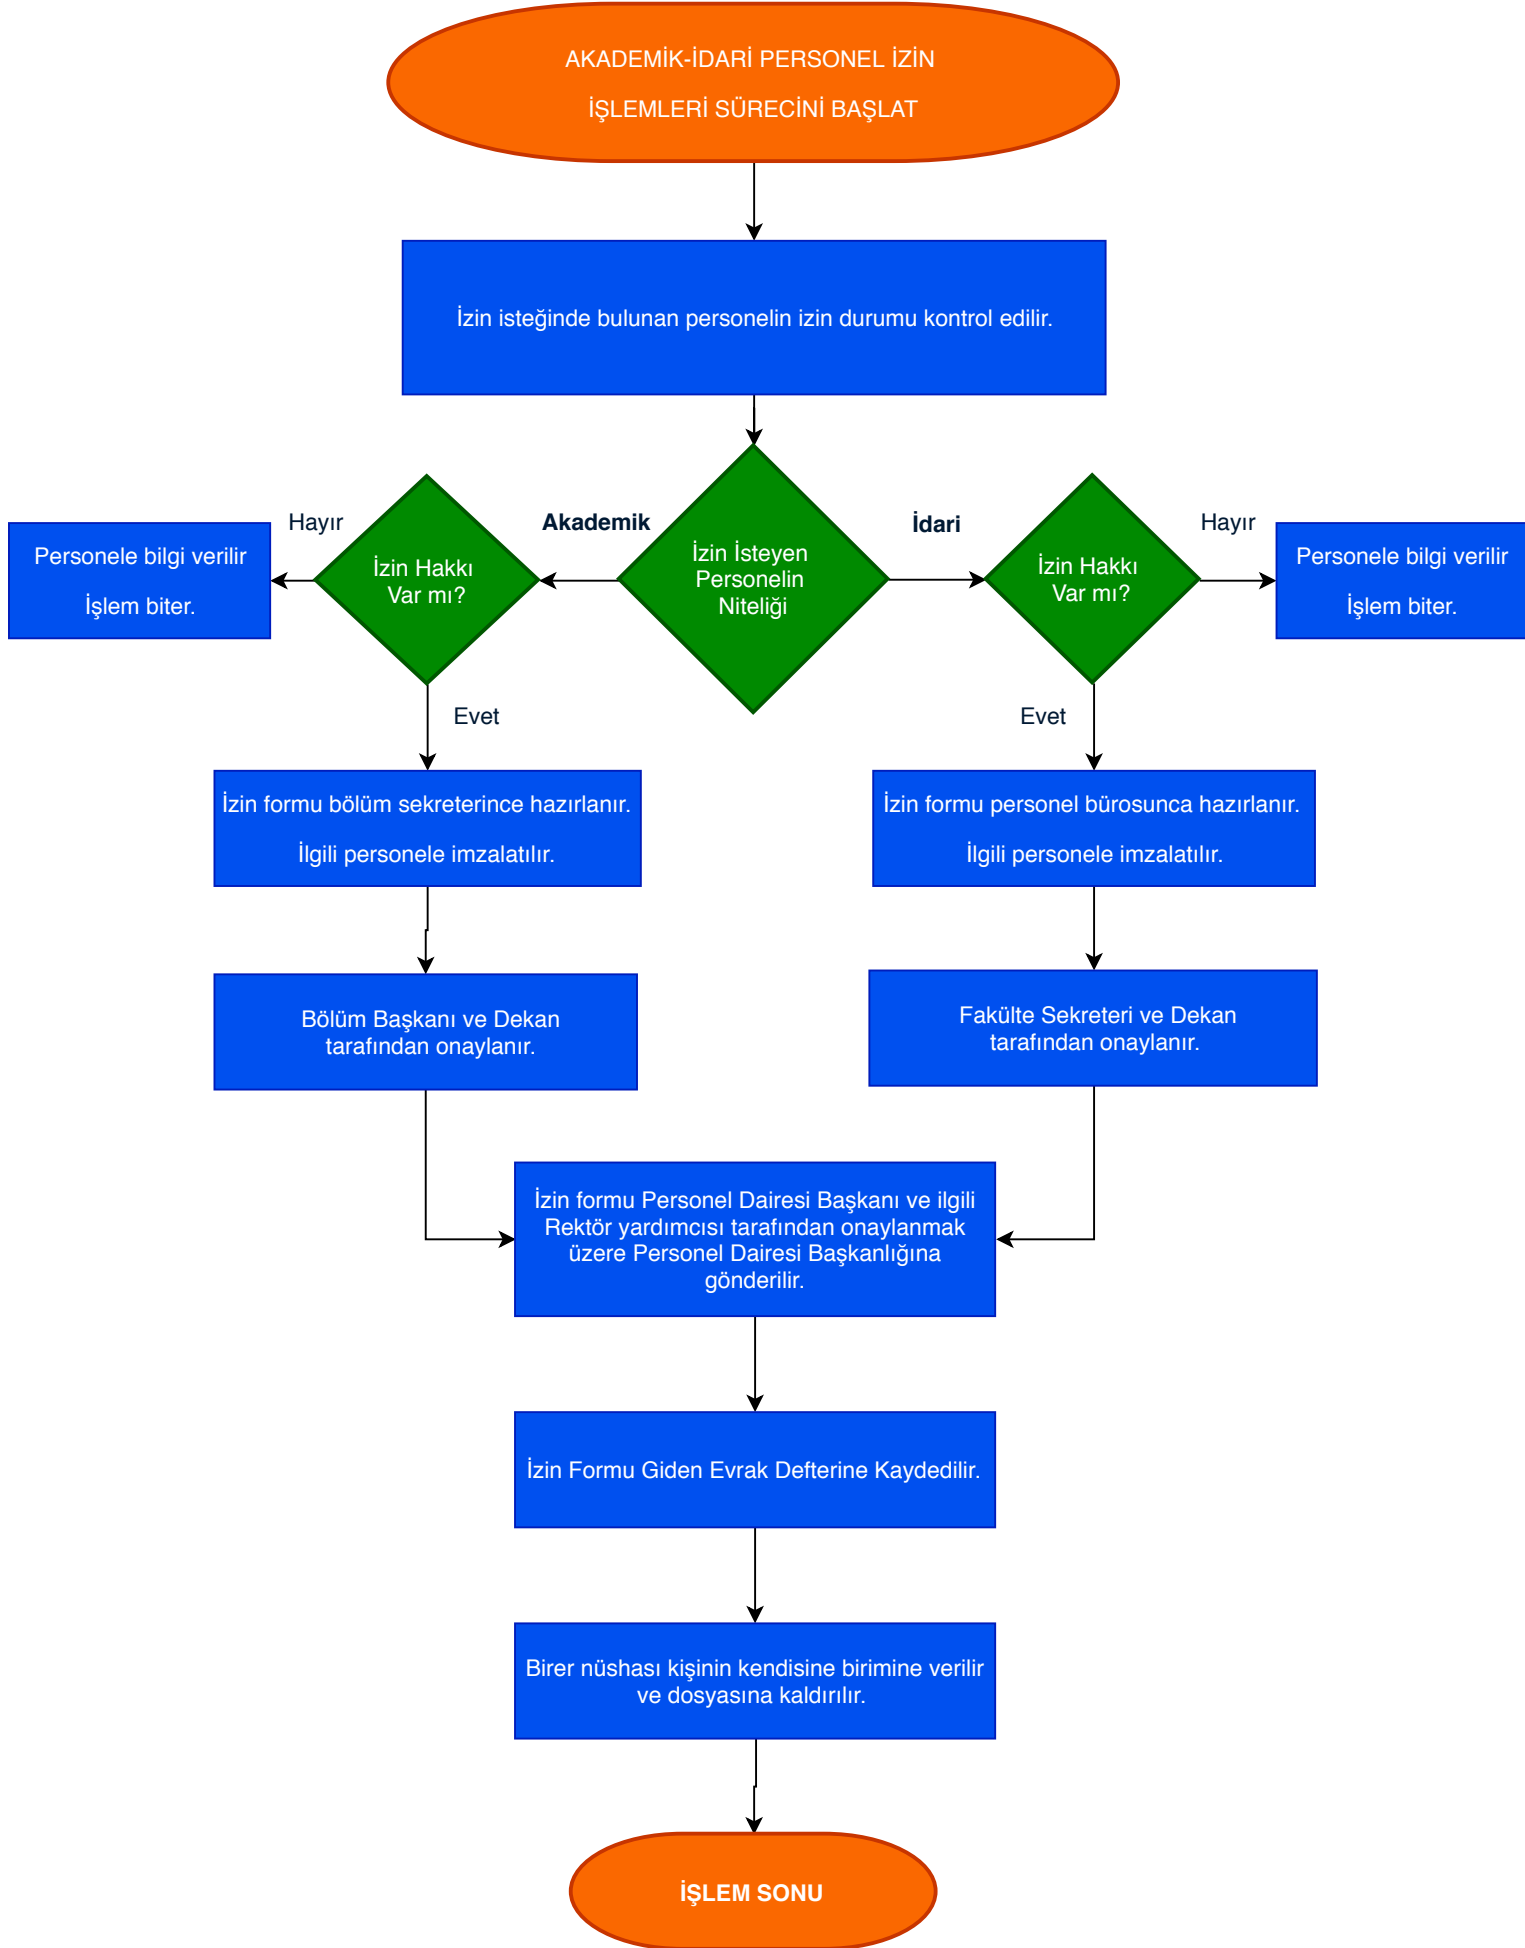 AKADEMİK-İDARİ PERSONEL İZİN
İŞLEMLERİ SÜRECİNİ BAŞLAT
İzin isteğinde bulunan personelin izin durumu kontrol edilir.
İzin İsteyen
Personelin
Niteliği
Akademik
İzin Hakkı
Var mı?
Hayır
Personele bilgi verilir
İşlem biter.
İdari
İzin Hakkı
Var mı?
Hayır
Personele bilgi verilir
İşlem biter.
Evet
Evet
İzin formu bölüm sekreterince hazırlanır.
İlgili personele imzalatılır.
İzin formu personel bürosunca hazırlanır.
İlgili personele imzalatılır.
Bölüm Başkanı ve Dekan
tarafından onaylanır.
Fakülte Sekreteri ve Dekan
tarafından onaylanır.
İzin formu Personel Dairesi Başkanı ve ilgili
Rektör yardımcısı tarafından onaylanmak
üzere Personel Dairesi Başkanlığına
gönderilir.
İzin Formu Giden Evrak Defterine Kaydedilir.
Birer nüshası kişinin kendisine birimine verilir
ve dosyasına kaldırılır.
İŞLEM SONU